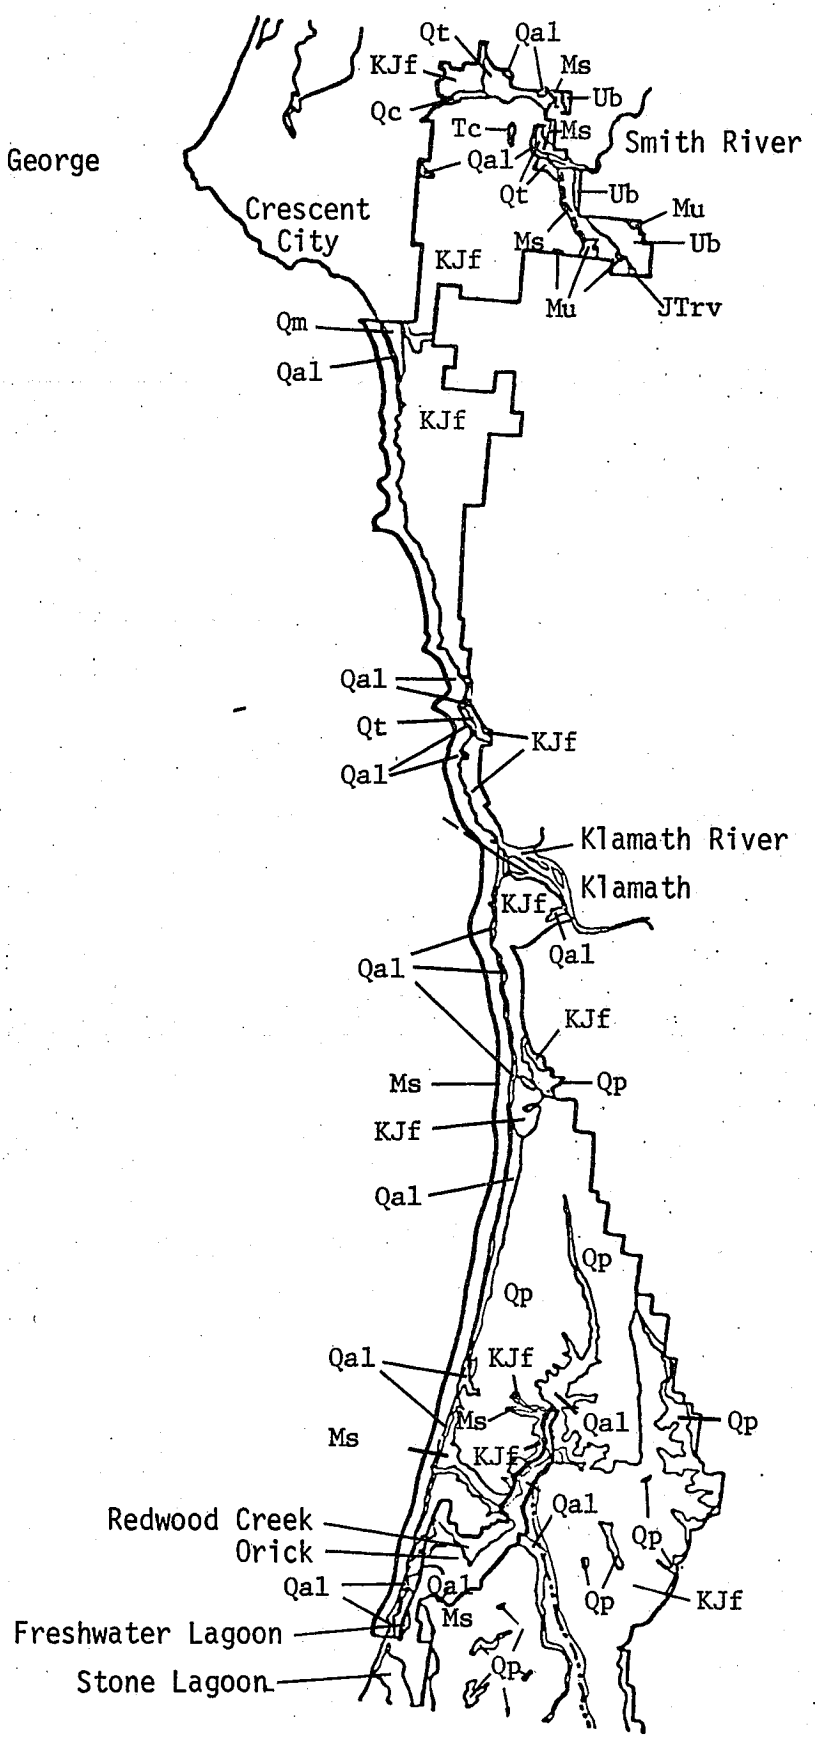 Qt
Qal
KJf
Ms
Ub
Qc
Tc
Ms
Smith River
George
Qal
Qt
Ub
Crescent
City
Mu
Ms
Ub
KJf
Mu
JTrv
Qm
Qal
KJf
Qal
Qt
KJf
Qal
Klamath River
Klamath
KJf
Qal
Qal
KJf
Ms
Qp
KJf
Qal
Qp
Qp
Qal
KJf
Ms
Qal
Qp
Ms
KJf
Qal
Redwood Creek
Qp
Orick
Qal
Qal
Qp
KJf
Ms
Freshwater Lagoon
Qp
Stone Lagoon